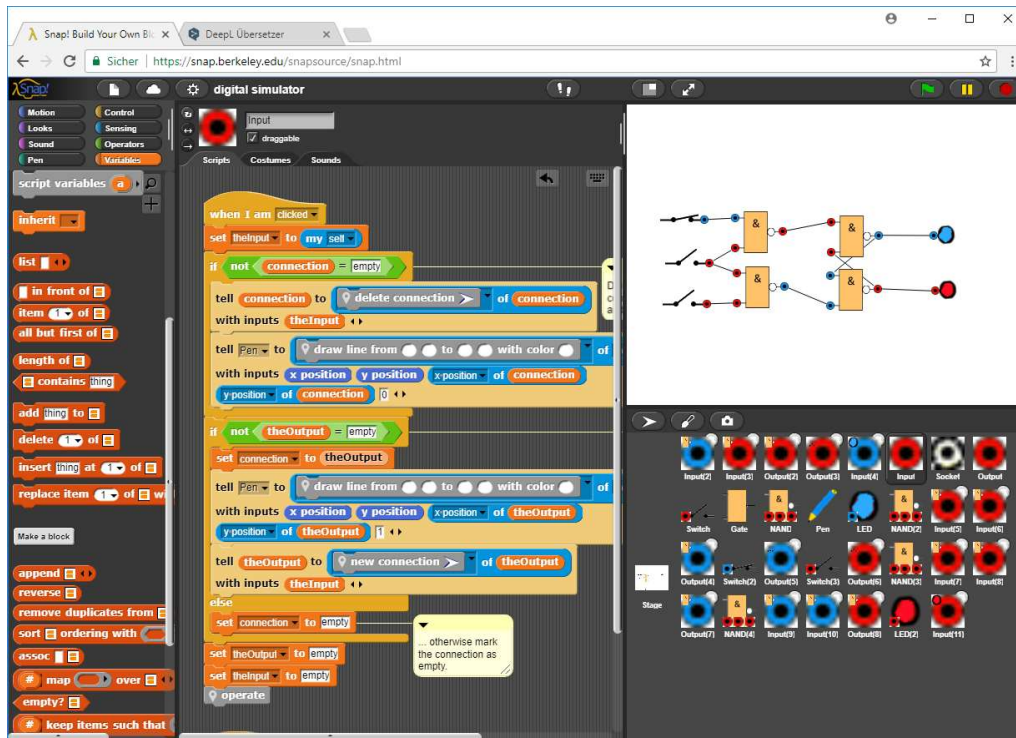 Snap! Build Your Own Blo
DeepL Übersetzer
Sicher
https://snap.berkeley.edu/snapsource/snap.html
Snap!
digital simulator
Motion
Control
Looks
Sensing
Sound
Operators
Pen
Variables
script variables a
inherit
list
in front of
item 1 of
all but first of
length of
contains thing
add thing to
delete 1 of
insert thing at 1 of
replace item 1 of wi
Make a block
append
reverse
remove duplicates from
sort ordering with
assoc
# map over
empty?
# keep items such that
Input
draggable
Scripts
Costumes
Sounds
when I am clicked
set theInput to my self
if not connection = empty
tell connection to delete connection of connection
with inputs theInput
tell Pen to draw line from to with color of
with inputs x position y position x-position of connection
y-position of connection 0
if not theOutput = empty
set connection to theOutput
tell Pen to draw line from to with color of
with inputs x position y position x-position of theOutput
y-position of theOutput 1
tell theOutput to new connection of theOutput
with inputs theInput
else
set connection to empty
set theOutput to empty
set theInput to empty
operate
... otherwise mark
the connection as
empty.
D
&
&
&
&
Stage
Input(2)
Input(3)
Output(2)
Output(3)
Input(4)
Input
Socket
Output
Switch
Gate
NAND
Pen
LED
NAND(2)
Input(5)
Input(6)
Output(4)
Switch(2)
Output(5)
Switch(3)
Output(6)
NAND(3)
Input(7)
Input(8)
Output(7)
NAND(4)
Input(9)
Input(10)
Output(8)
LED(2)
Input(11)